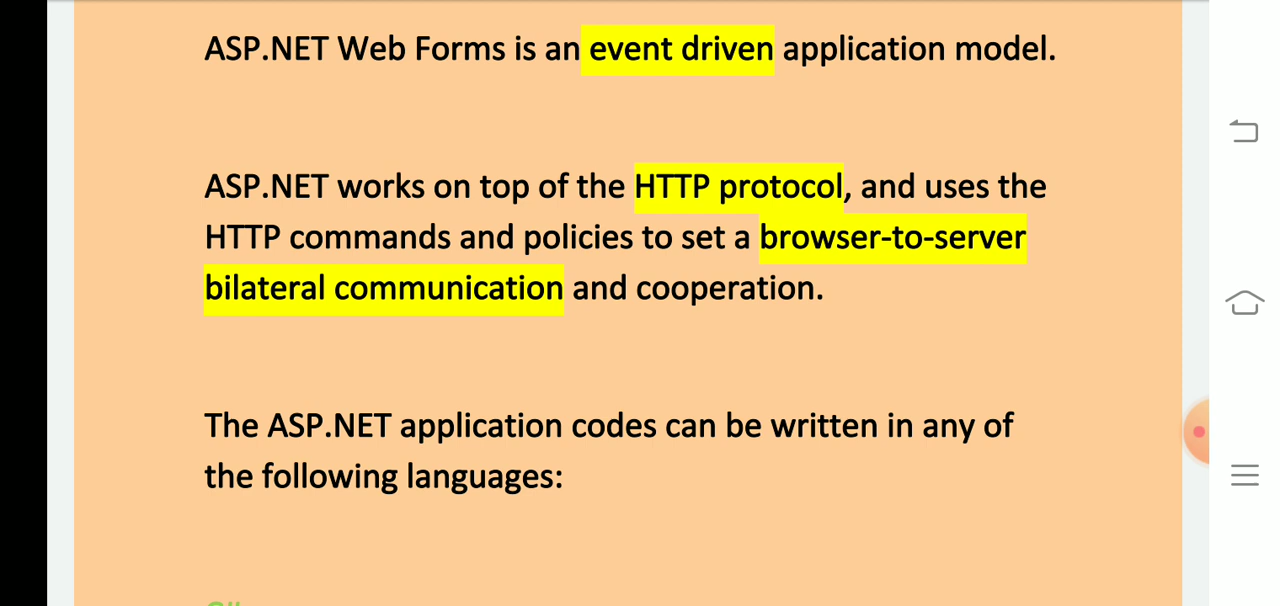 ASP.NET Web Forms is an event driven application model.
ASP.NET works on top of the HTTP protocol, and uses the
HTTP commands and policies to set a browser-to-server
bilateral communication and cooperation.
The ASP.NET application codes can be written in any of
the following languages: